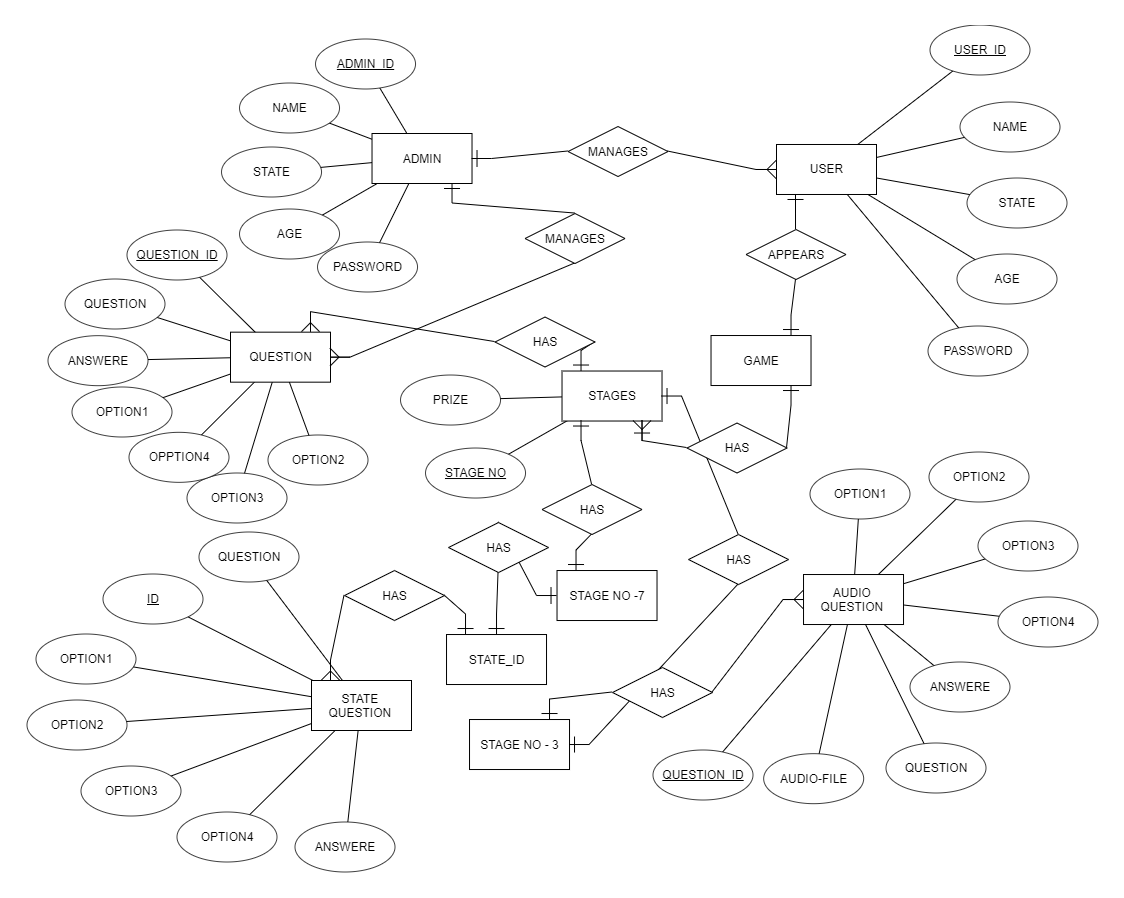 USER_ID
ADMIN_ID
NAME
NAME
ADMIN
MANAGES
USER
STATE
STATE
AGE
MANAGES
APPEARS
PASSWORD
AGE
QUESTION_ID
QUESTION
HAS
PASSWORD
ANSWERE
QUESTION
GAME
OPTION1
PRIZE
STAGES
OPPTION4
OPTION2
HAS
OPTION3
STAGE NO
OPTION1
OPTION2
HAS
QUESTION
HAS
HAS
OPTION3
ID
HAS
STAGE NO -7
AUDIO
QUESTION
OPTION4
OPTION1
STATE_ID
ANSWERE
OPTION2
STATE
QUESTION
HAS
STAGE NO - 3
QUESTION_ID
AUDIO-FILE
QUESTION
OPTION3
OPTION4
ANSWERE